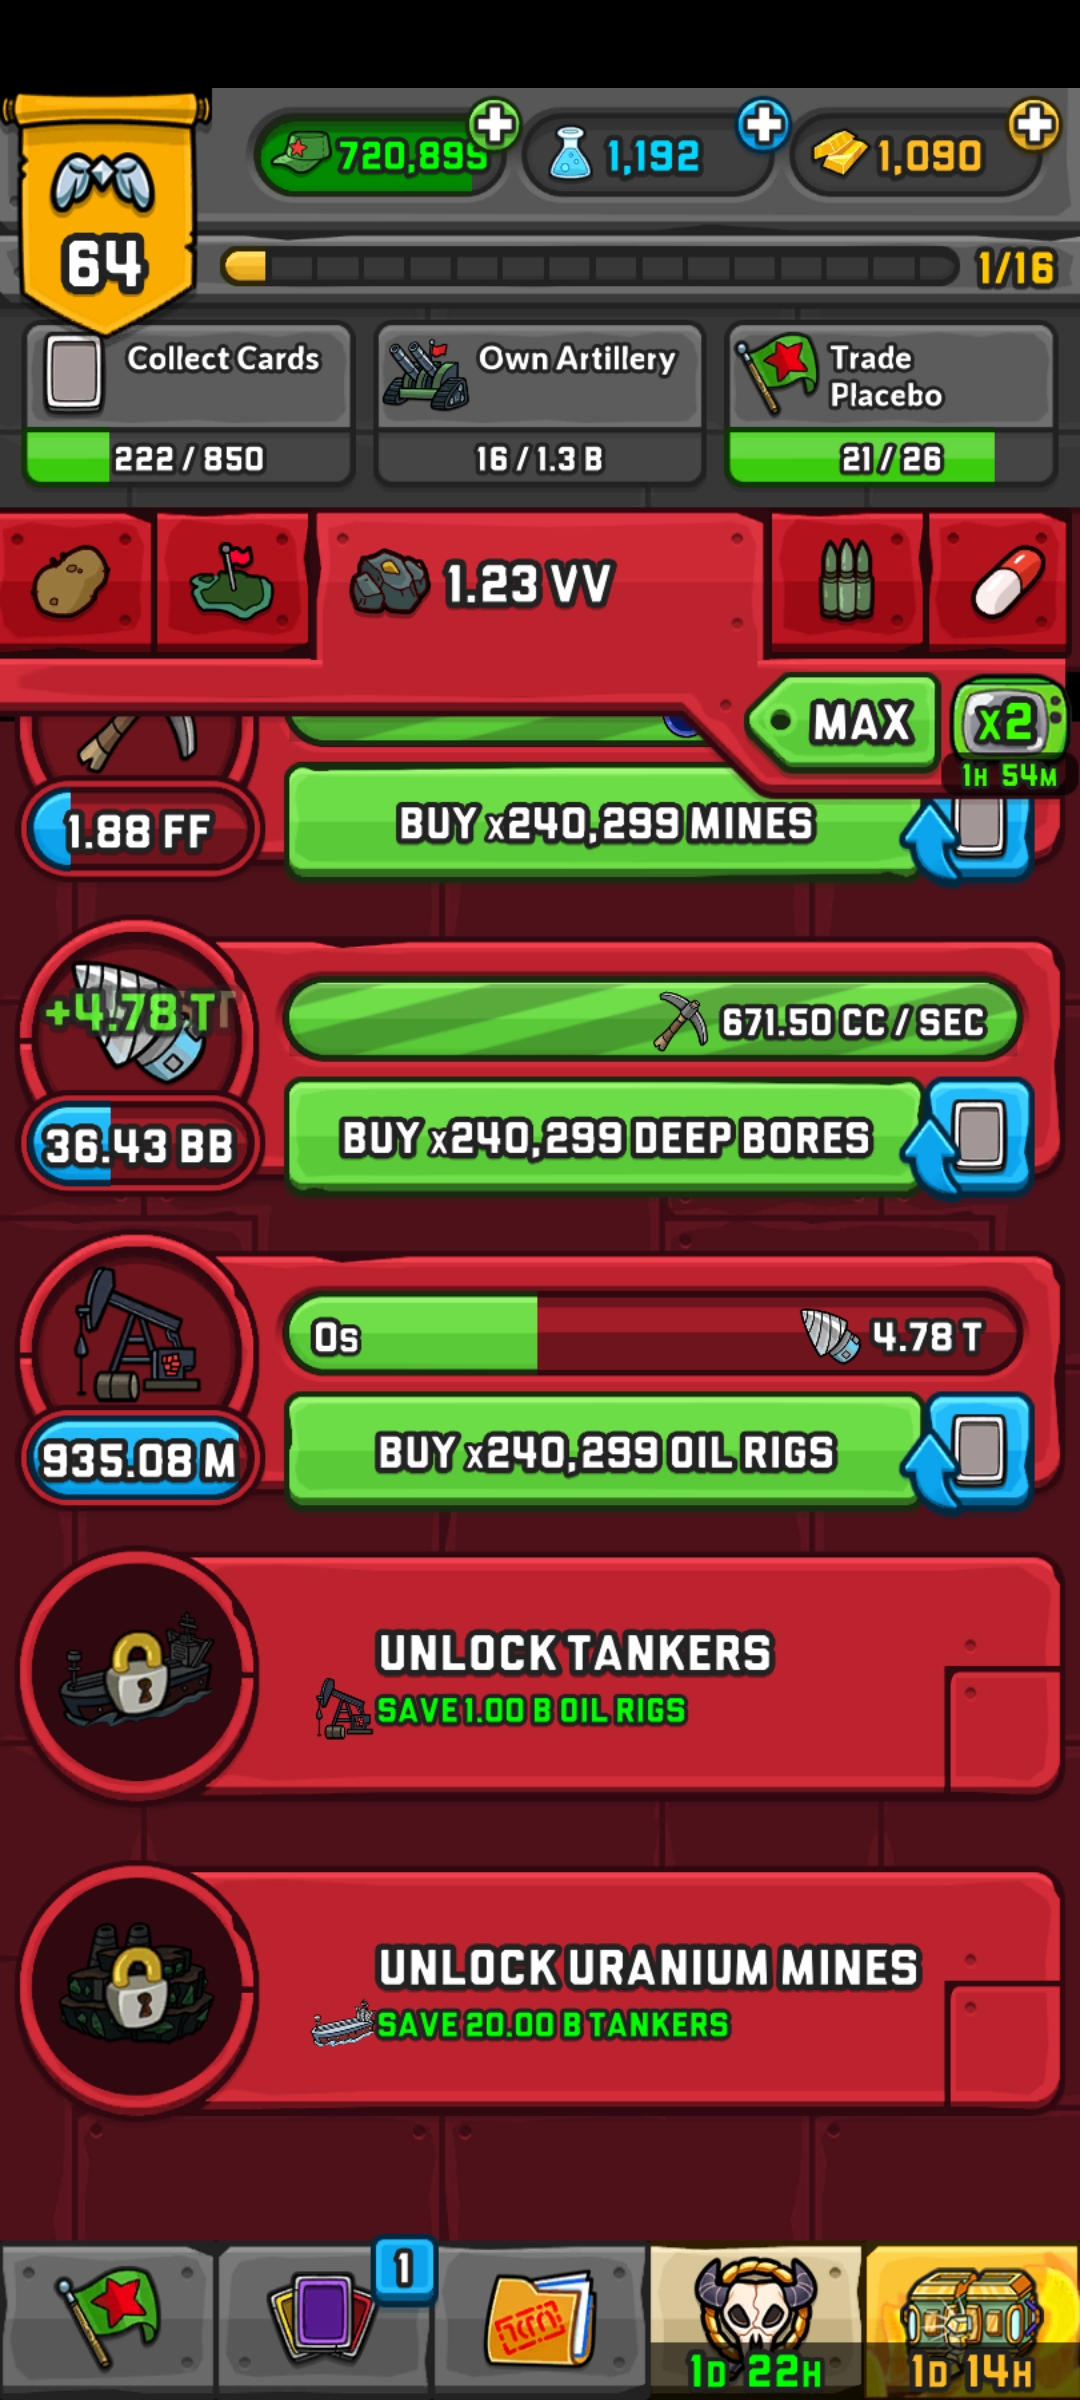 720,895
1,192
1,090
64
1/16
Collect Cards
222 / 850
Own Artillery
16 / 1.3 B
Trade
Placebo
21 / 26
1.23 VV
MAX
x2
1H 54M
1.88 FF
BUY x240,299 MINES
+4.78 T
671.50 CC / SEC
36.43 BB
BUY x240,299 DEEP BORES
0s
4.78 T
935.08 M
BUY x240,299 OIL RIGS
UNLOCK TANKERS
SAVE 1.00 B OIL RIGS
UNLOCK URANIUM MINES
SAVE 20.00 B TANKERS
1
1D 22H
1D 14H